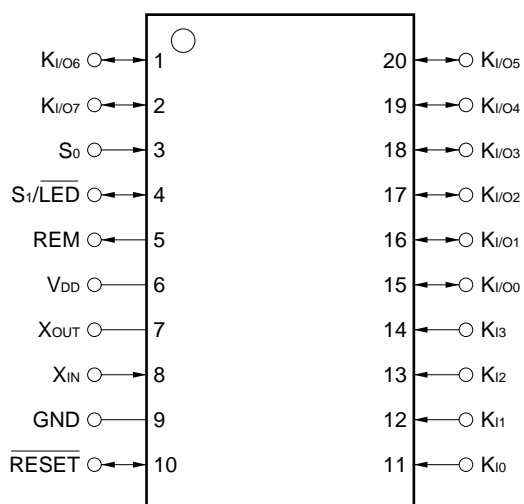 KI/O6 1 20 KI/O5
KI/O7 2 19 KI/O4
S0 3 18 KI/O3
S1/LED 4 17 KI/O2
REM 5 16 KI/O1
VDD 6 15 KI/O0
XOUT 7 14 KI3
XIN 8 13 KI2
GND 9 12 KI1
RESET 10 11 KI0